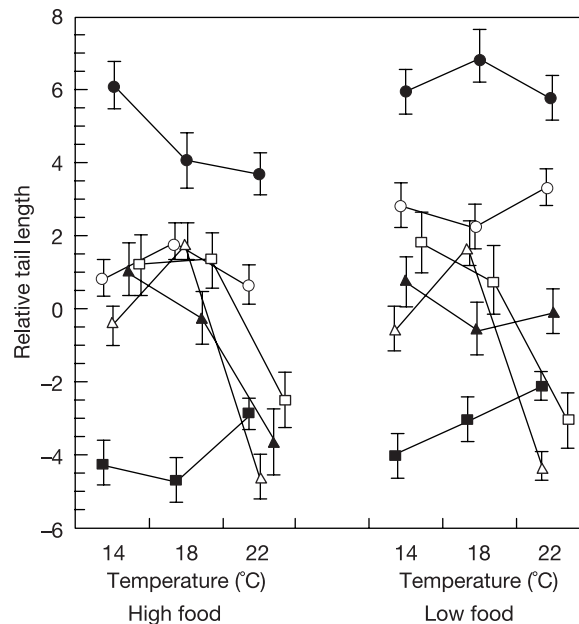 8
6
4
2
0
−2
−4
−6
Relative tail length
14 18 22 14 18 22
Temperature (°C) Temperature (°C)
High food Low food